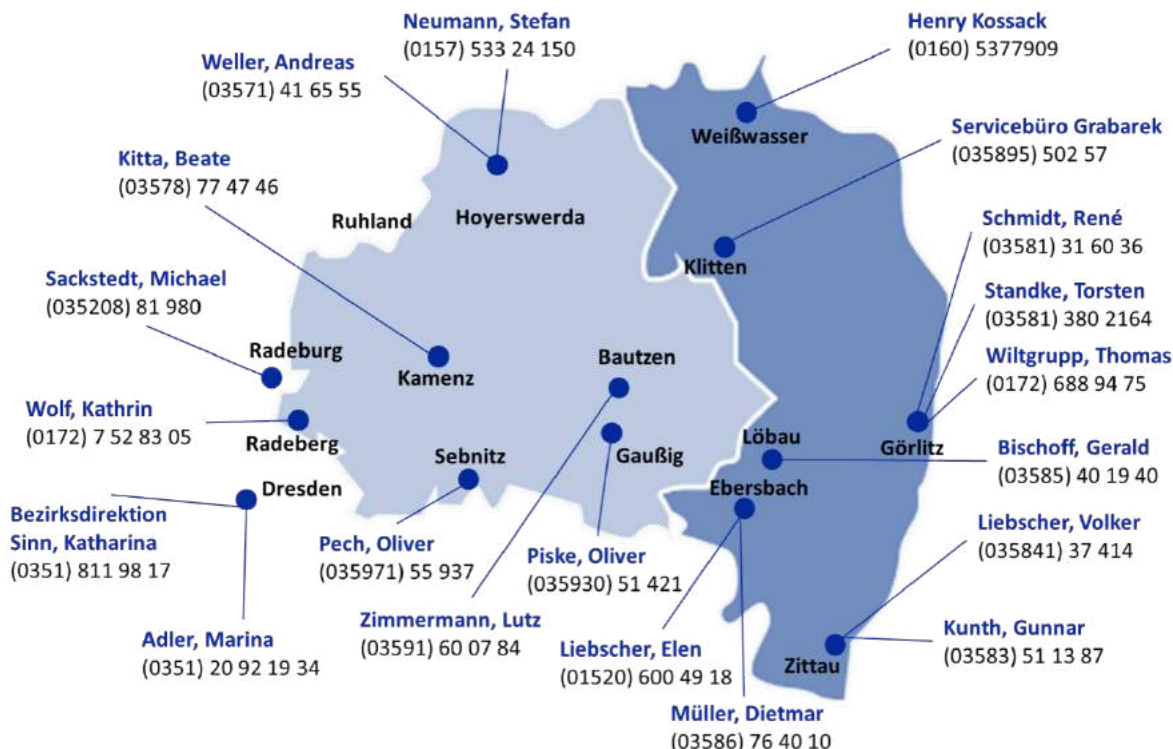 Neumann, Stefan
(0157) 533 24 150
Henry Kossack
(0160) 5377909
Weller, Andreas
(03571) 41 65 55
Weißwasser
Servicebüro Grabarek
(035895) 502 57
Kitta, Beate
(03578) 77 47 46
Ruhland
Hoyerswerda
Schmidt, René
(03581) 31 60 36
Klitten
Sackstedt, Michael
(035208) 81 980
Standke, Torsten
(03581) 380 2164
Radeburg
Bautzen
Kamenz
Wiltgrupp, Thomas
(0172) 688 94 75
Wolf, Kathrin
(0172) 7 52 83 05
Radeberg
Löbau
Görlitz
Sebnitz
Gaußig
Bischoff, Gerald
(03585) 40 19 40
Dresden
Ebersbach
Bezirksdirektion
Sinn, Katharina
(0351) 811 98 17
Pech, Oliver
(035971) 55 937
Piske, Oliver
(035930) 51 421
Liebscher, Volker
(035841) 37 414
Zimmermann, Lutz
(03591) 60 07 84
Adler, Marina
(0351) 20 92 19 34
Liebscher, Elen
(01520) 600 49 18
Zittau
Kunth, Gunnar
(03583) 51 13 87
Müller, Dietmar
(03586) 76 40 10